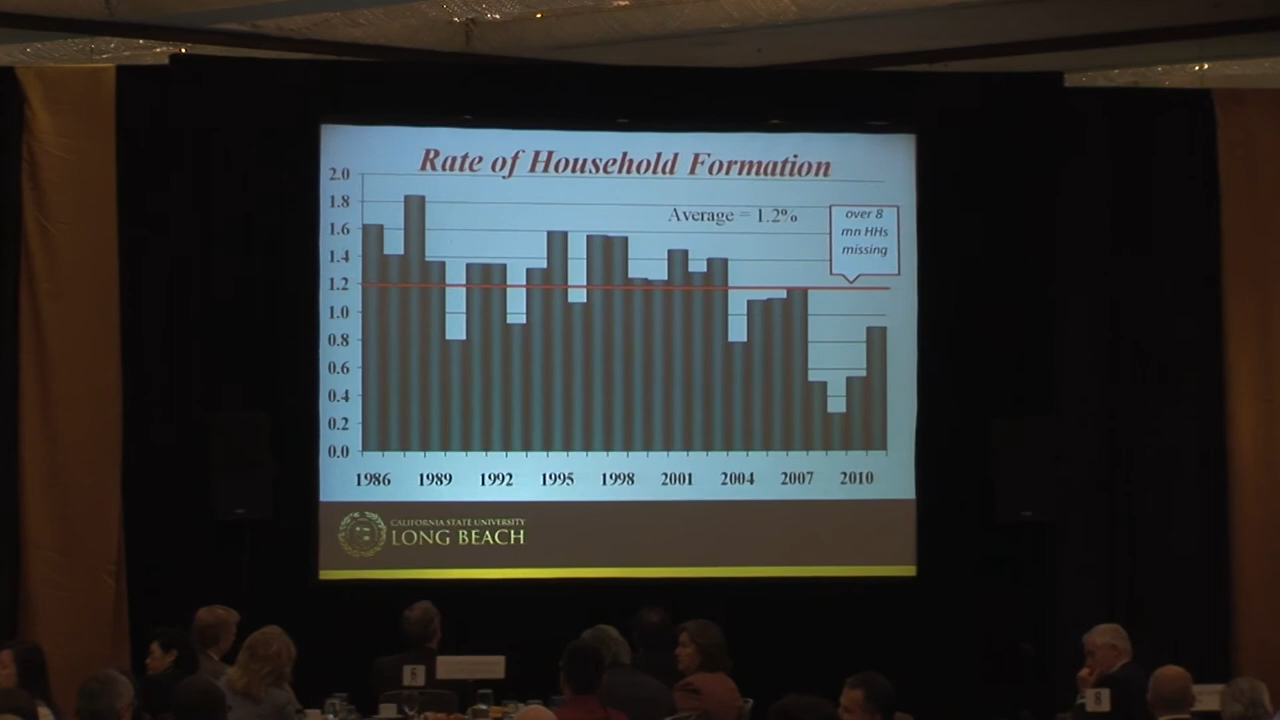 Rate of Household Formation
2.0
1.8
1.6
1.4
1.2
1.0
0.8
0.6
0.4
0.2
0.0
Average = 1.2%
over 8
mn HHs
missing
1986 1989 1992 1995 1998 2001 2004 2007 2010
CALIFORNIA STATE UNIVERSITY
LONG BEACH
6
8